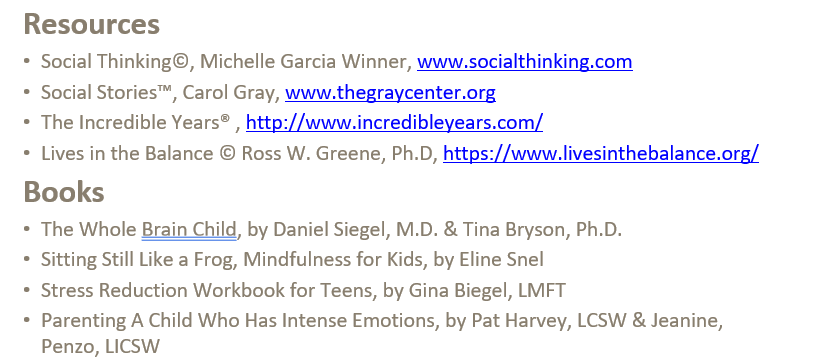 Resources
• Social Thinking©, Michelle Garcia Winner, www.socialthinking.com
• Social Stories™, Carol Gray, www.thegraycenter.org
• The Incredible Years® , http://www.incredibleyears.com/
• Lives in the Balance © Ross W. Greene, Ph.D, https://www.livesinthebalance.org/
Books
• The Whole Brain Child, by Daniel Siegel, M.D. & Tina Bryson, Ph.D.
• Sitting Still Like a Frog, Mindfulness for Kids, by Eline Snel
• Stress Reduction Workbook for Teens, by Gina Biegel, LMFT
• Parenting A Child Who Has Intense Emotions, by Pat Harvey, LCSW & Jeanine,
Penzo, LICSW